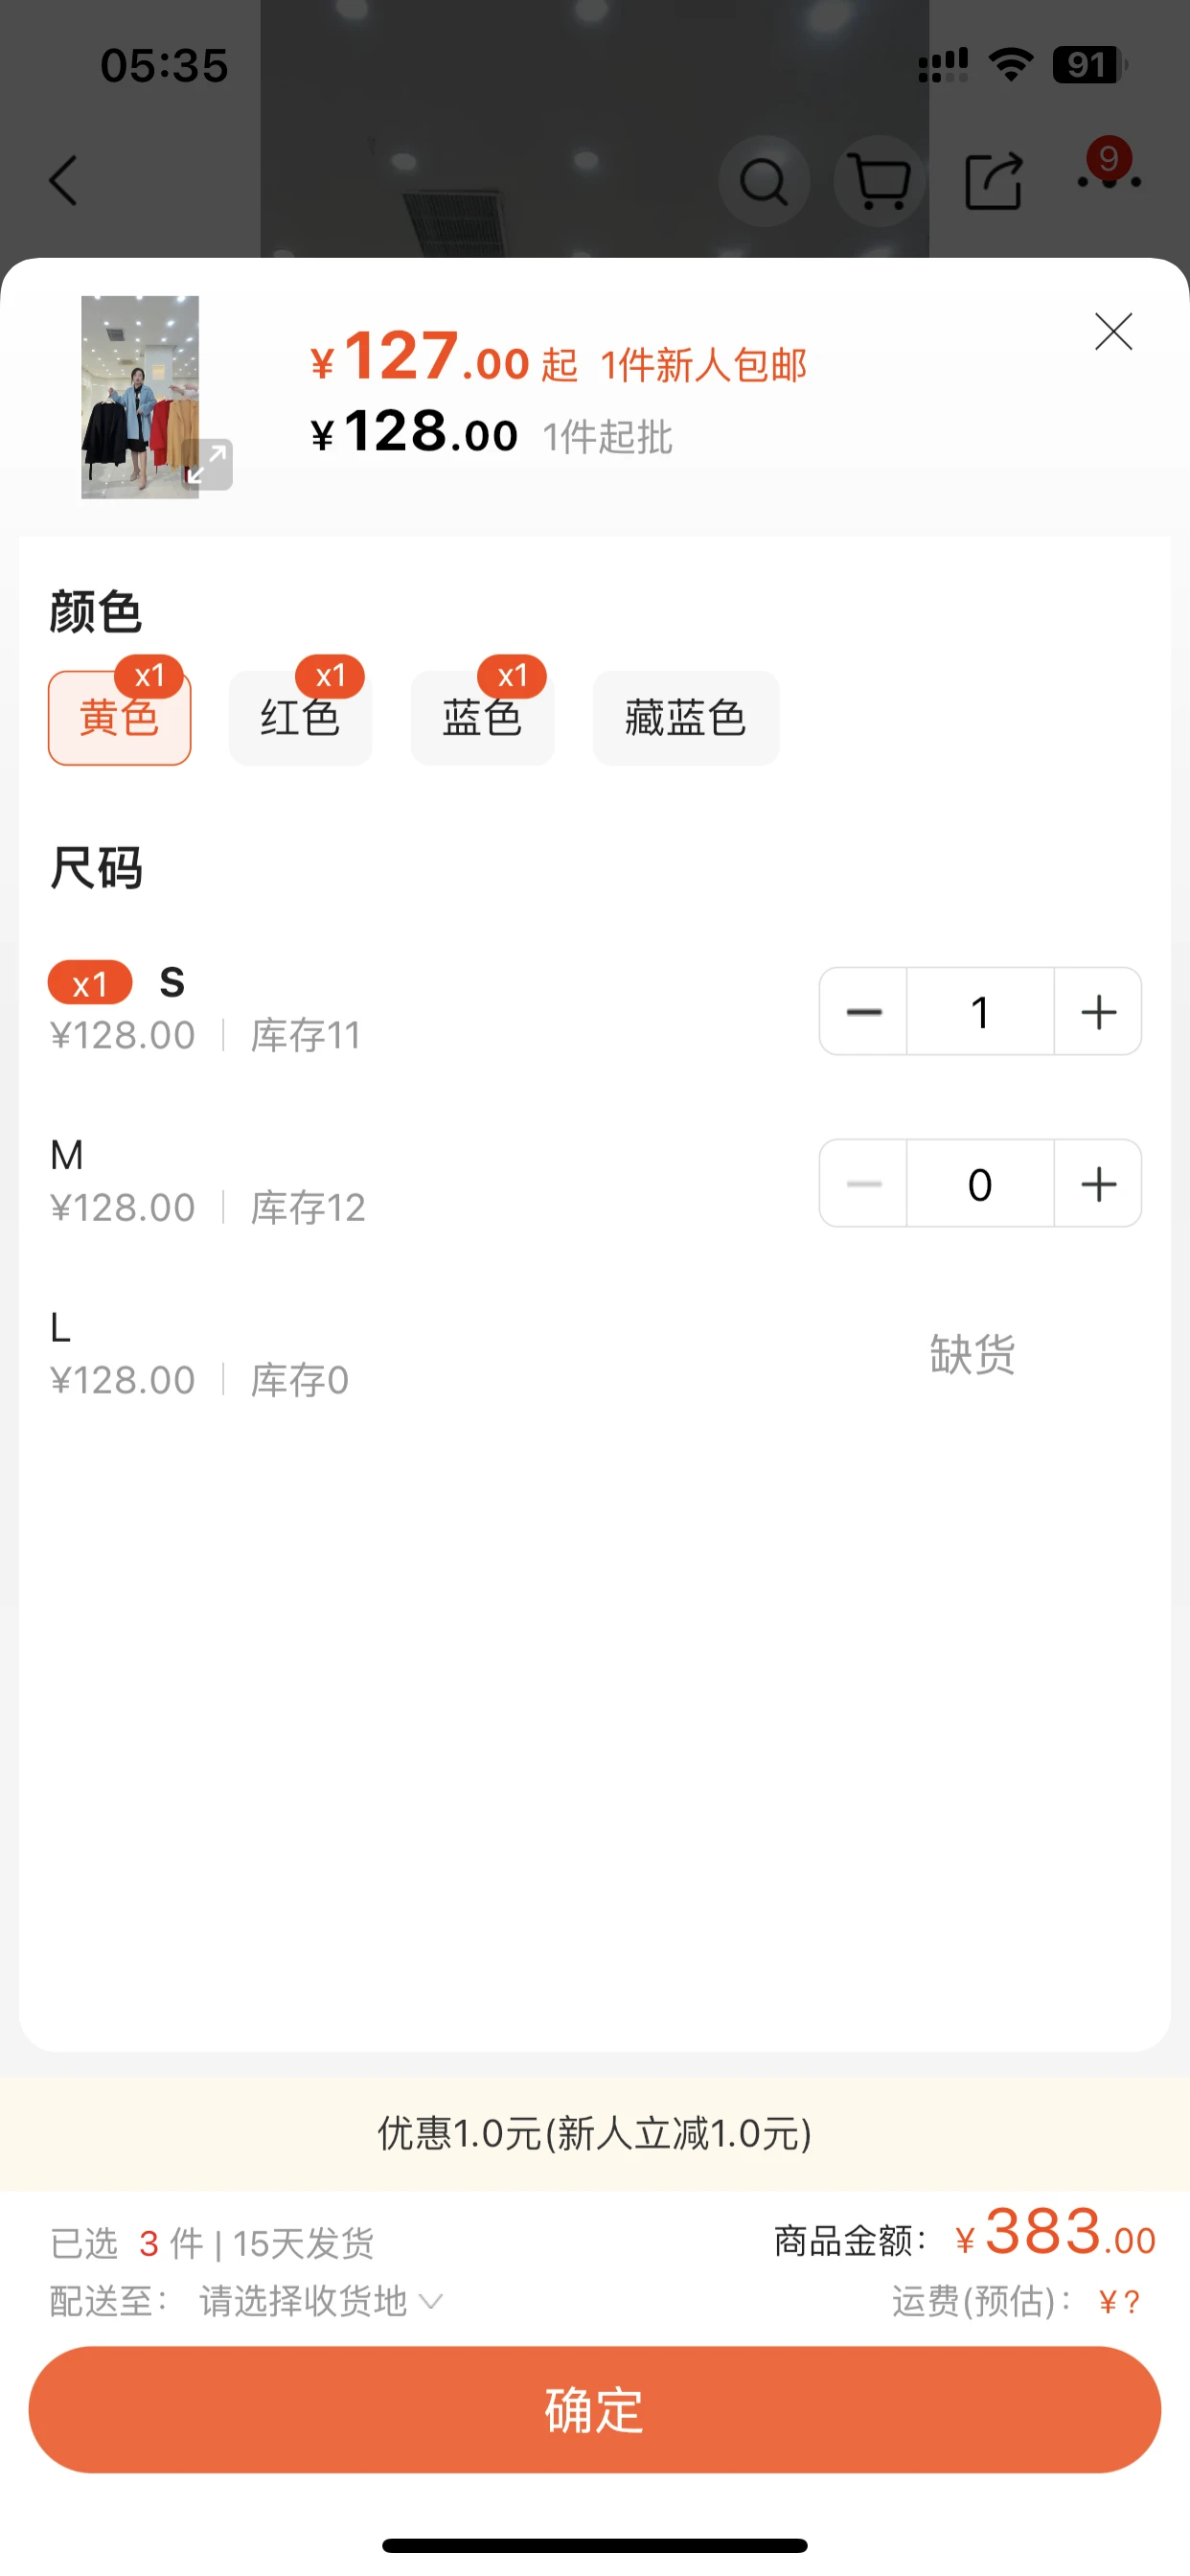 05:35
91
9
¥127.00起 1件新人包邮
¥128.00 1件起批
颜色
x1 x1 x1
黄色 红色 蓝色 藏蓝色
尺码
x1 S
¥128.00 | 库存11
1
M
¥128.00 | 库存12
0
L
¥128.00 | 库存0
缺货
优惠1.0元(新人立减1.0元)
已选 3 件 | 15天发货
商品金额: ¥383.00
配送至: 请选择收货地
运费(预估): ¥?
确定